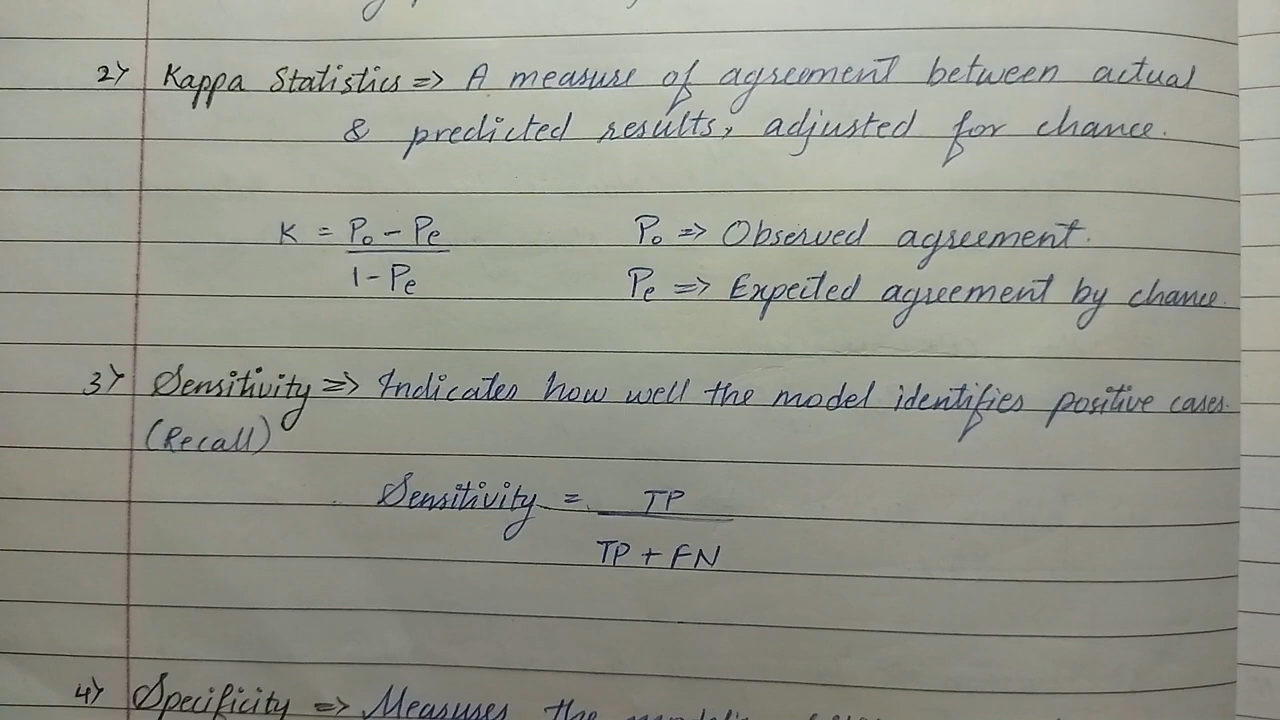 2) Kappa Statistics => A measure of agreement between actual
& predicted results, adjusted for chance.
K = Po - Pe / 1 - Pe
Po => Observed agreement.
Pe => Expected agreement by chance.
3) Sensitivity => Indicates how well the model identifies positive cases.
(Recall)
Sensitivity = TP / TP + FN
4) Specificity => Measures the